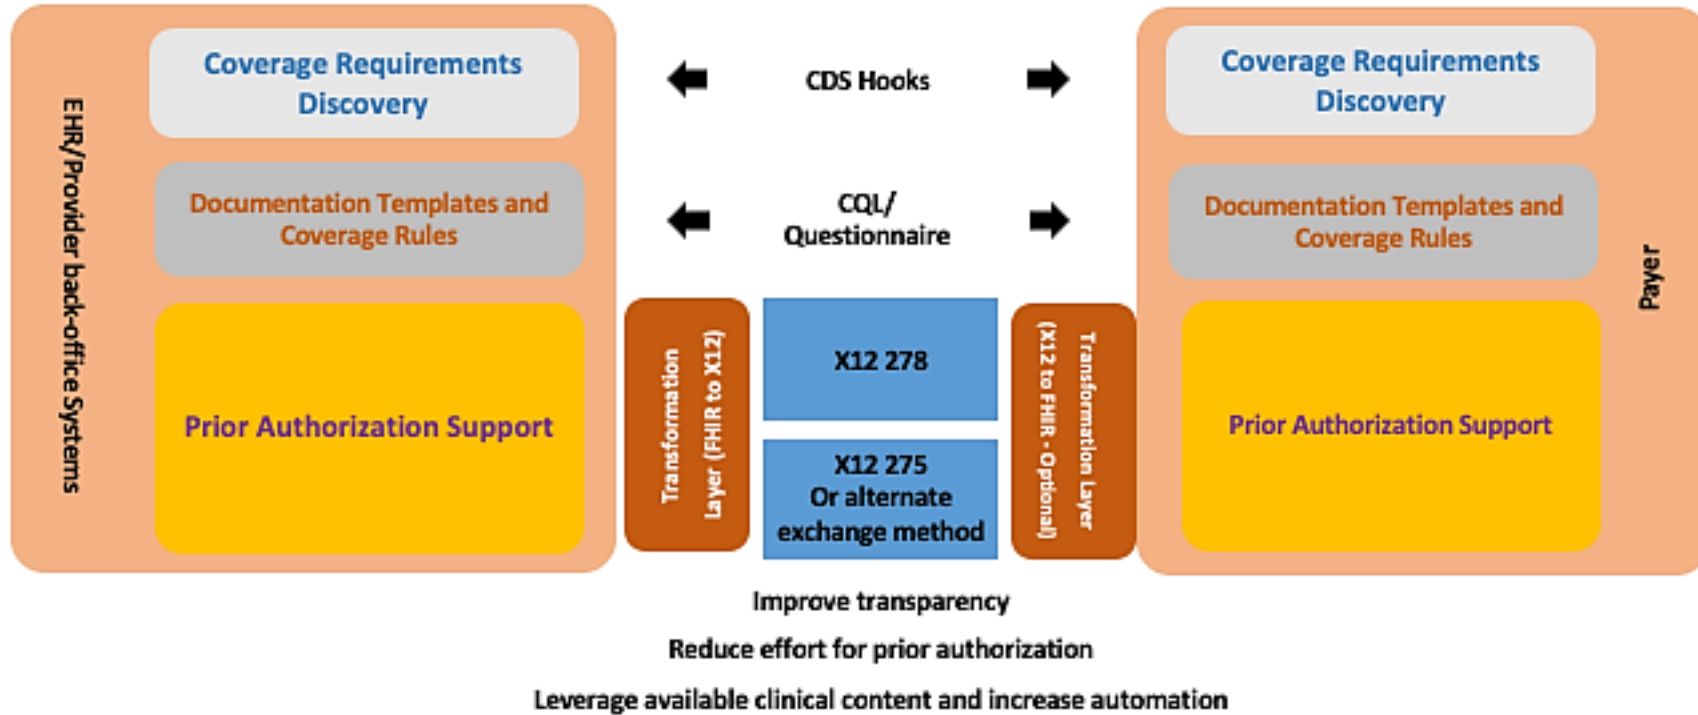 EHR/Provider back-office Systems
Coverage Requirements
Discovery
Documentation Templates and
Coverage Rules
Prior Authorization Support
CDS Hooks
CQL/
Questionnaire
Transformation
Layer (FHIR to X12)
X12 278
X12 275
Or alternate
exchange method
Transformation Layer
(X12 to FHIR - Optional)
Coverage Requirements
Discovery
Documentation Templates and
Coverage Rules
Prior Authorization Support
Payer
Improve transparency
Reduce effort for prior authorization
Leverage available clinical content and increase automation